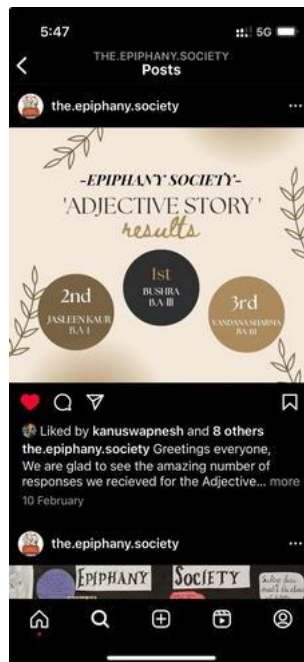 5:47
5G
THE.EPIPHANY.SOCIETY
Posts
the.epiphany.society
-EPIPHANY SOCIETY-
'ADJECTIVE STORY '
results
1st
BUSHRA
B.A III
2nd
JASLEEN KAUR
B.A I
3rd
VANDANA SHARMA
B.A III
Liked by kanuswapnesh and 8 others
the.epiphany.society Greetings everyone,
We are glad to see the amazing number of
responses we recieved for the Adjective... more
10 February
the.epiphany.society
EPIPHANY SOCIETY